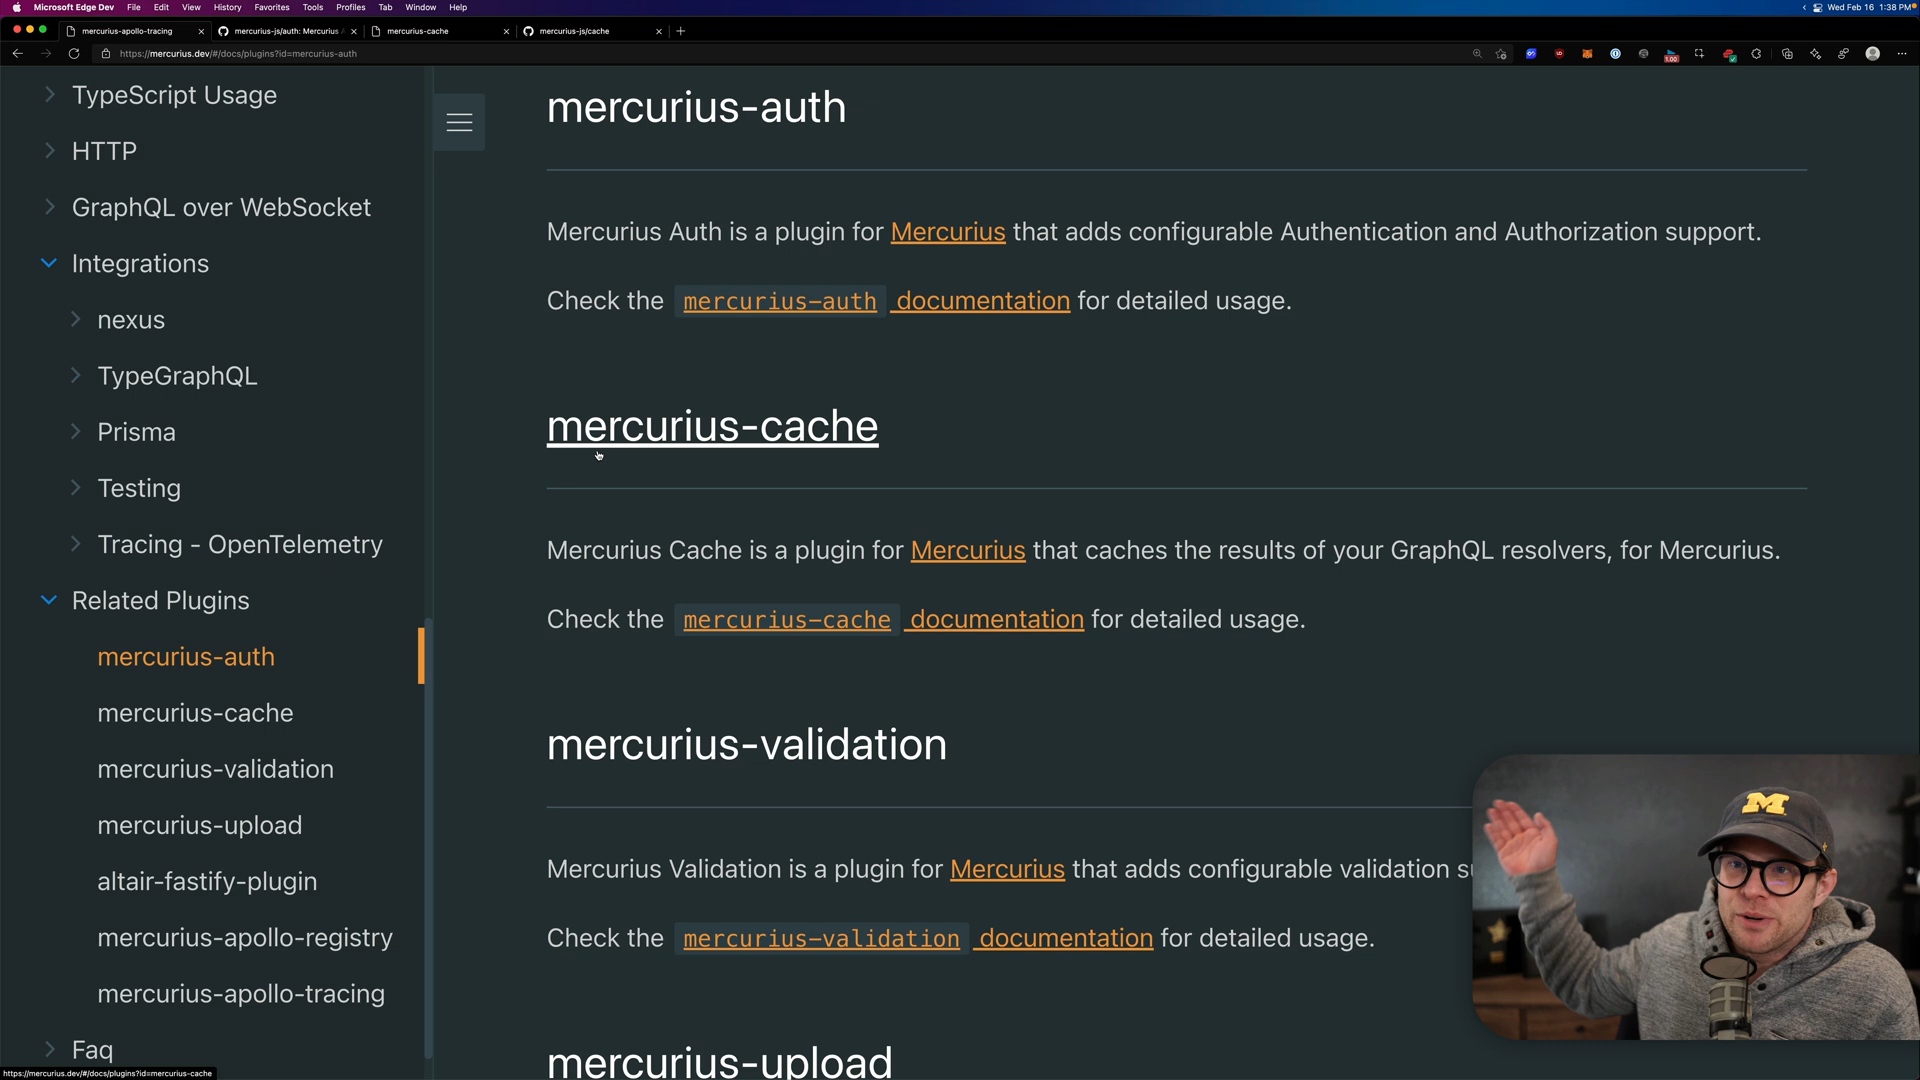 Microsoft Edge Dev File Edit View History Favorites Tools Profiles Tab Window Help
Wed Feb 16 1:38 PM
mercurius-apollo-tracing
mercurius-js/auth: Mercurius
mercurius-cache
mercurius-js/cache
https://mercurius.dev/#/docs/plugins?id=mercurius-auth
1.00
TypeScript Usage
HTTP
GraphQL over WebSocket
Integrations
nexus
TypeGraphQL
Prisma
Testing
Tracing - OpenTelemetry
Related Plugins
mercurius-auth
mercurius-cache
mercurius-validation
mercurius-upload
altair-fastify-plugin
mercurius-apollo-registry
mercurius-apollo-tracing
Faq
https://mercurius.dev/#/docs/plugins?id=mercurius-cache
mercurius-auth
Mercurius Auth is a plugin for Mercurius that adds configurable Authentication and Authorization support.
Check the mercurius-auth documentation for detailed usage.
mercurius-cache
Mercurius Cache is a plugin for Mercurius that caches the results of your GraphQL resolvers, for Mercurius.
Check the mercurius-cache documentation for detailed usage.
mercurius-validation
Mercurius Validation is a plugin for Mercurius that adds configurable validation
Check the mercurius-validation documentation for detailed usage.
mercurius-upload
M